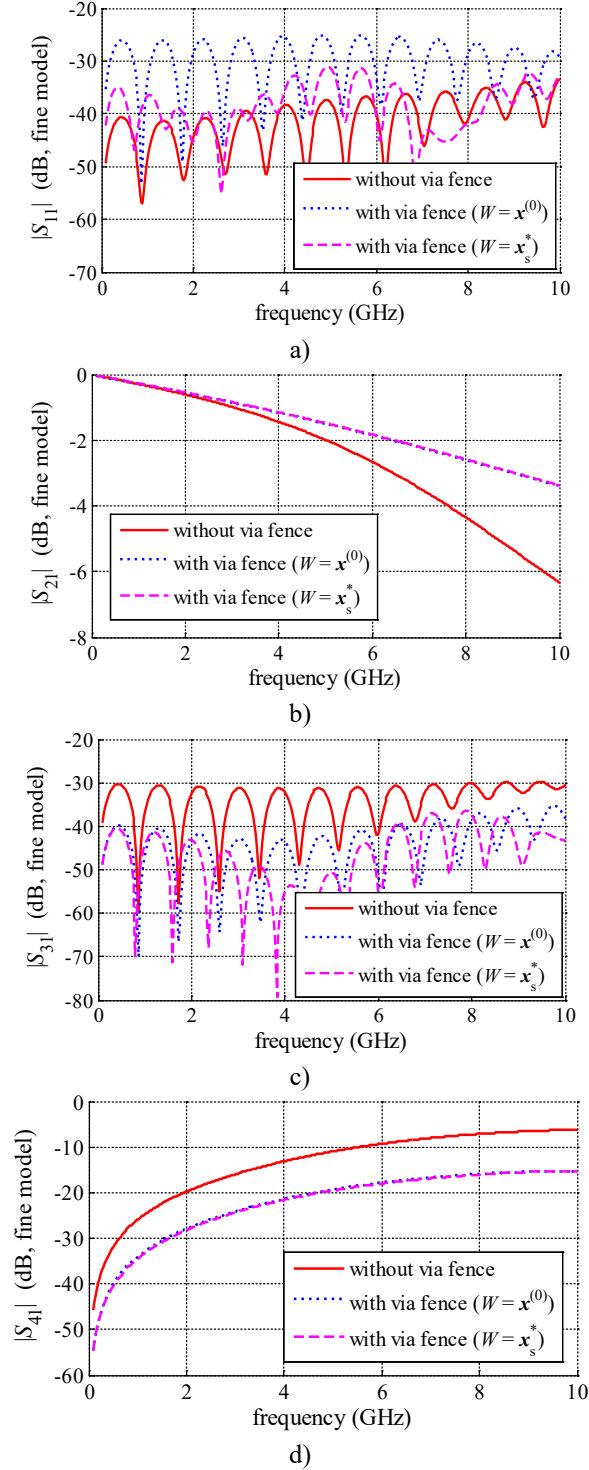 -20
-30
-40
-50
-60
-70
|S11| (dB, fine model)
without via fence
with via fence (W = x(0))
with via fence (W = xs*)
0 2 4 6 8 10
frequency (GHz)
a)
0
-2
-4
-6
-8
|S21| (dB, fine model)
without via fence
with via fence (W = x(0))
with via fence (W = xs*)
0 2 4 6 8 10
frequency (GHz)
b)
-20
-30
-40
-50
-60
-70
-80
|S31| (dB, fine model)
without via fence
with via fence (W = x(0))
with via fence (W = xs*)
0 2 4 6 8 10
frequency (GHz)
c)
0
-10
-20
-30
-40
-50
-60
|S41| (dB, fine model)
without via fence
with via fence (W = x(0))
with via fence (W = xs*)
0 2 4 6 8 10
frequency (GHz)
d)